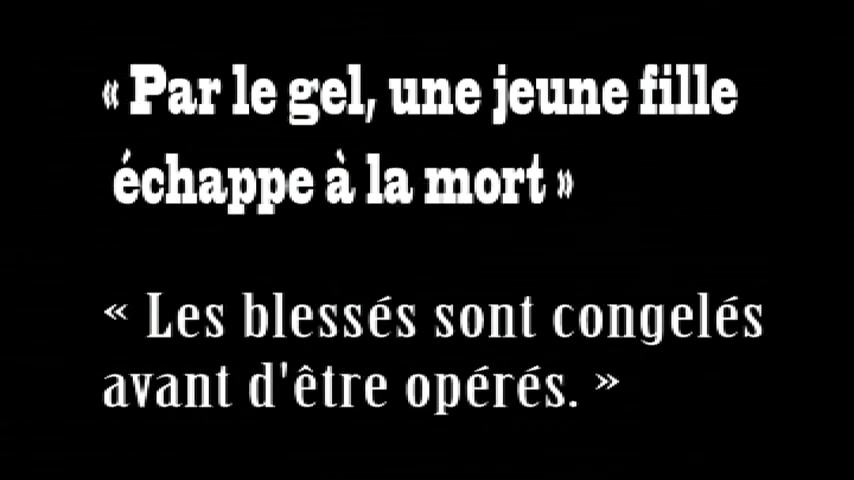 « Par le gel, une jeune fille
échappe à la mort »
« Les blessés sont congelés
avant d'être opérés. »